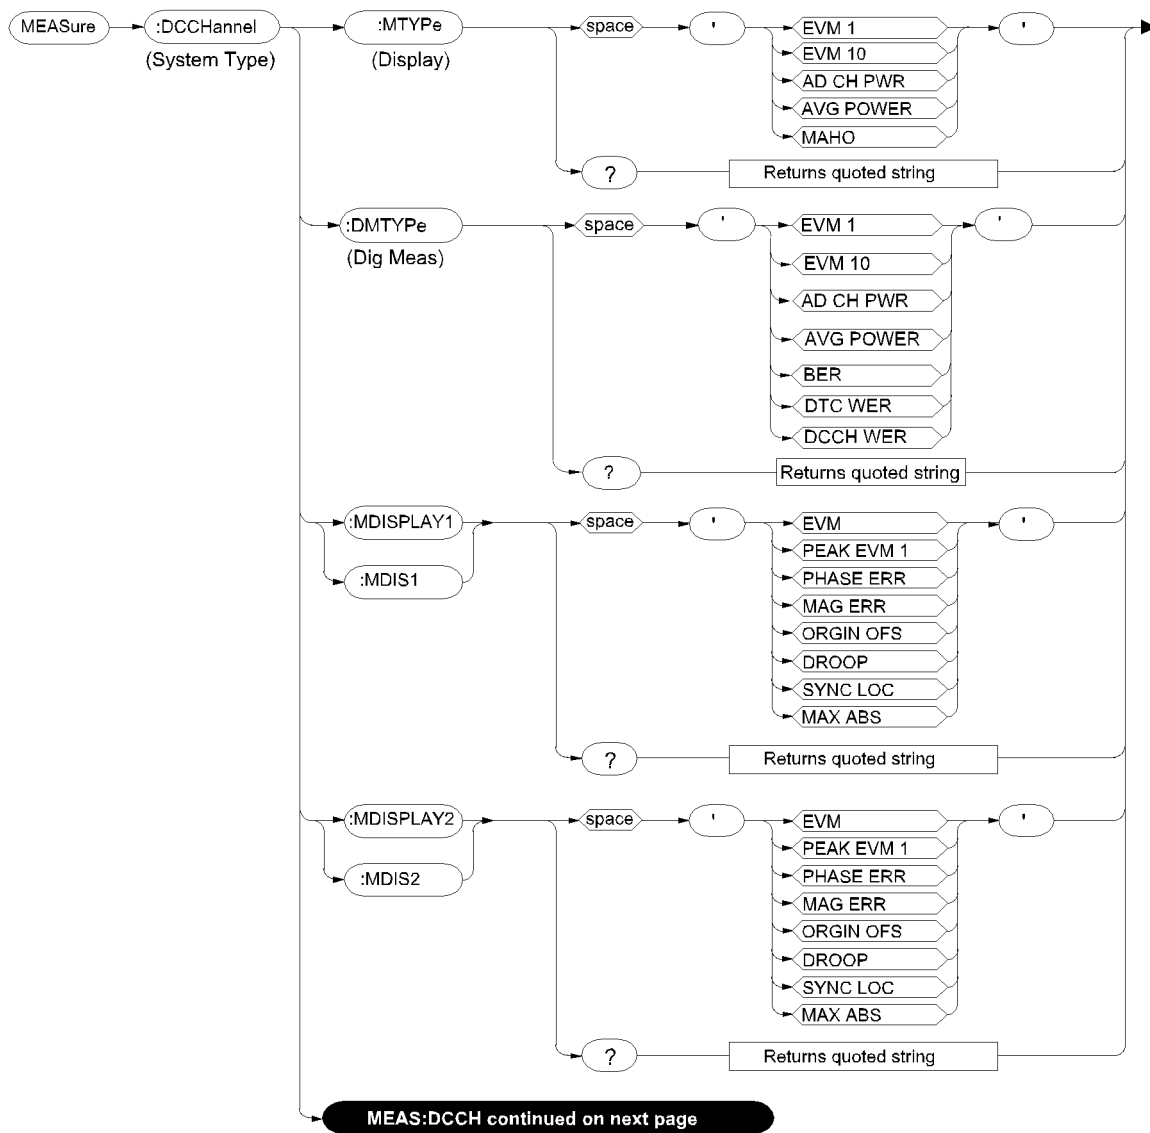 MEASure :DCCHannel :MTYPe space ' EVM 1 '
(System Type) (Display) EVM 10
AD CH PWR
AVG POWER
MAHO
? Returns quoted string
:DMTYPe space ' EVM 1 '
(Dig Meas) EVM 10
AD CH PWR
AVG POWER
BER
DTC WER
DCCH WER
? Returns quoted string
:MDISPLAY1 space ' EVM '
PEAK EVM 1
:MDIS1 PHASE ERR
MAG ERR
ORGIN OFS
DROOP
SYNC LOC
MAX ABS
? Returns quoted string
:MDISPLAY2 space ' EVM '
PEAK EVM 1
:MDIS2 PHASE ERR
MAG ERR
ORGIN OFS
DROOP
SYNC LOC
MAX ABS
? Returns quoted string
MEAS:DCCH continued on next page